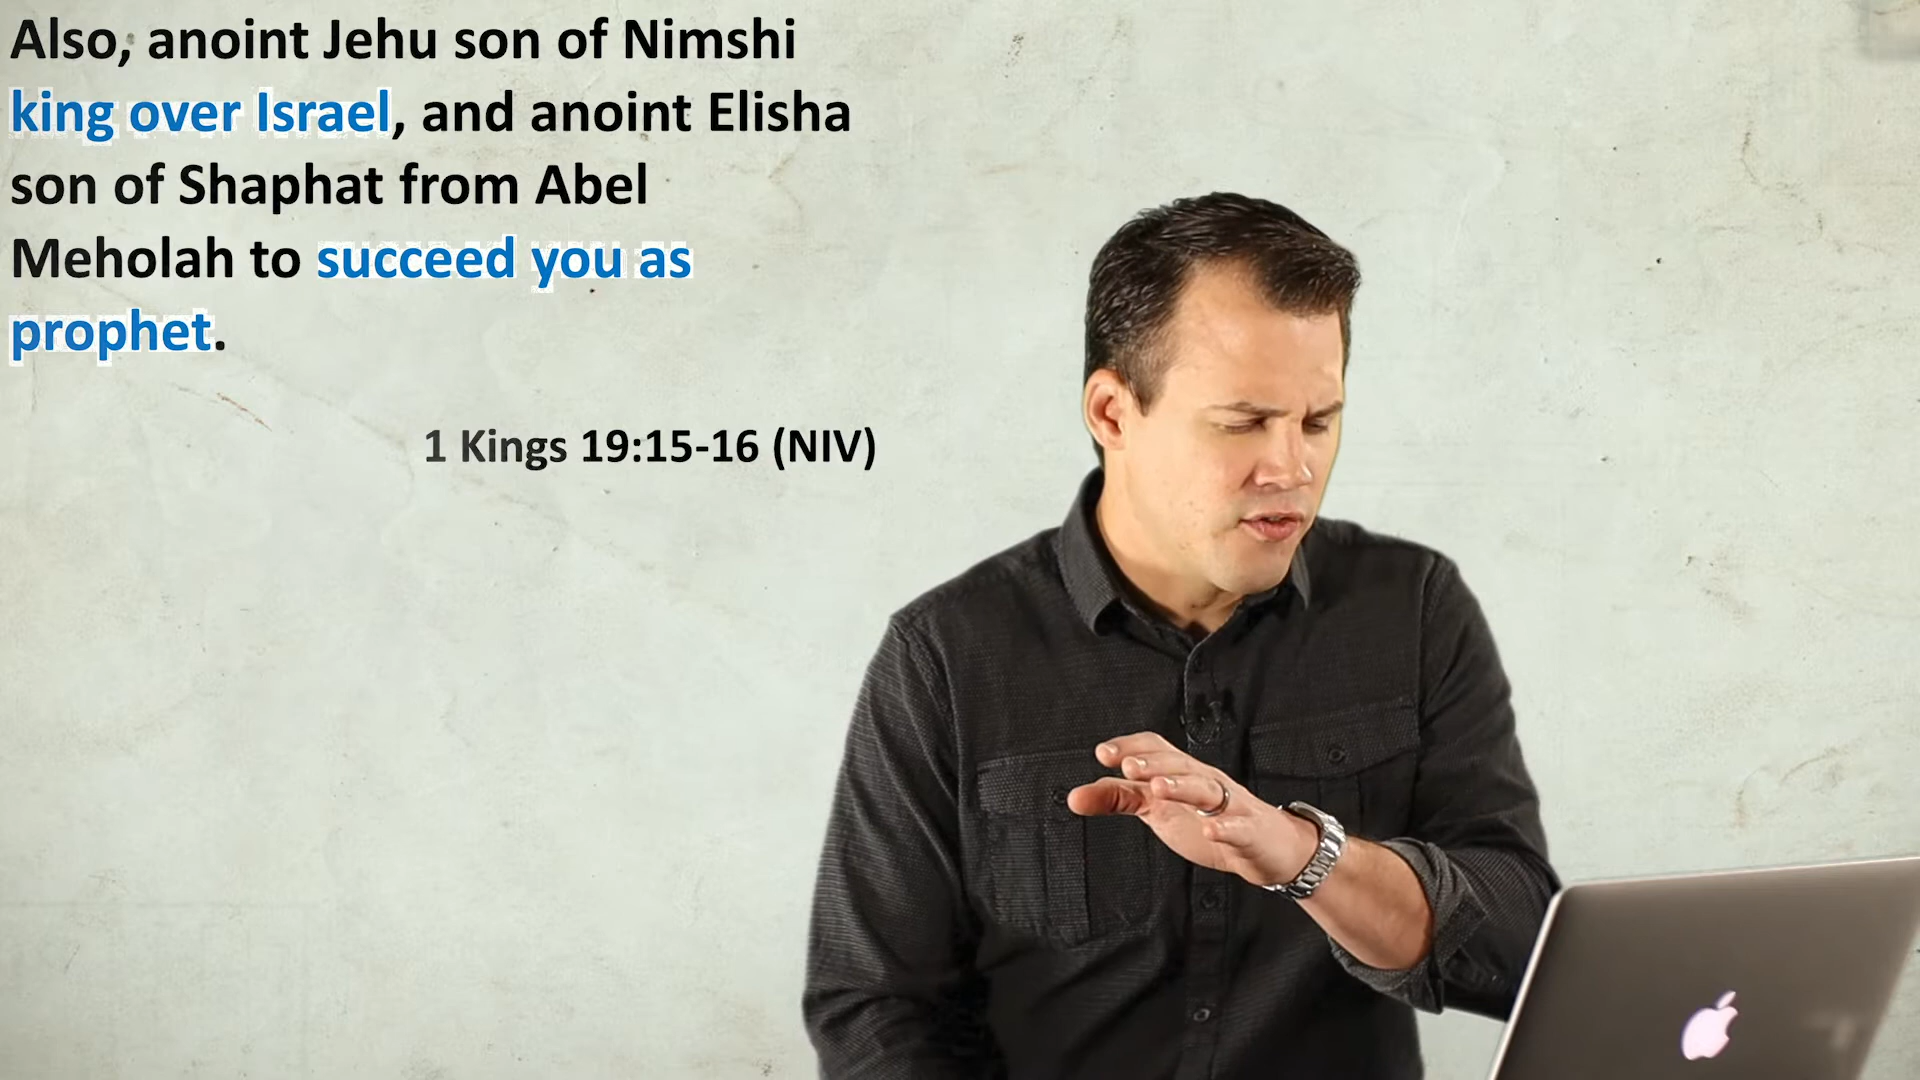 Also, anoint Jehu son of Nimshi
king over Israel, and anoint Elisha
son of Shaphat from Abel
Meholah to succeed you as
prophet.
1 Kings 19:15-16 (NIV)